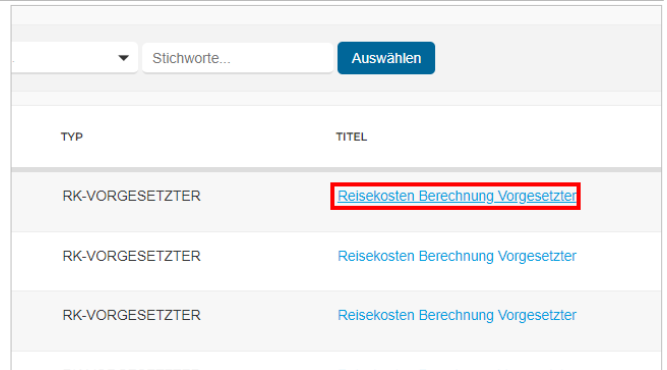 Stichworte... Auswählen
TYP TITEL
RK-VORGESETZTER Reisekosten Berechnung Vorgesetzter
RK-VORGESETZTER Reisekosten Berechnung Vorgesetzter
RK-VORGESETZTER Reisekosten Berechnung Vorgesetzter